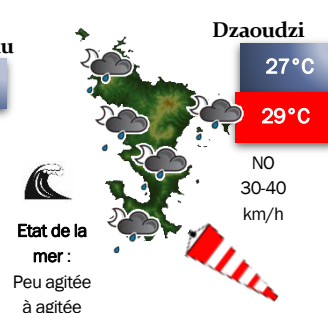 Dzaoudzi
27°C
29°C
NO
30-40
km/h
Etat de la
mer :
Peu agitée
à agitée